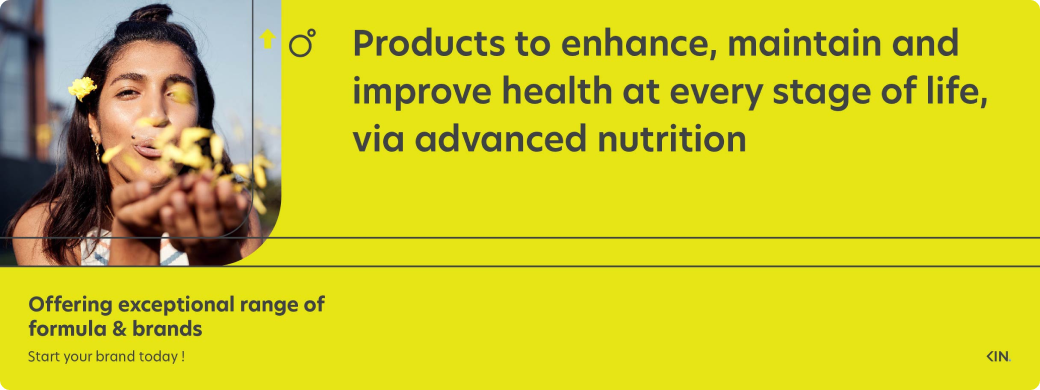 Products to enhance, maintain and
improve health at every stage of life,
via advanced nutrition
Offering exceptional range of
formula & brands
Start your brand today !
KIN.